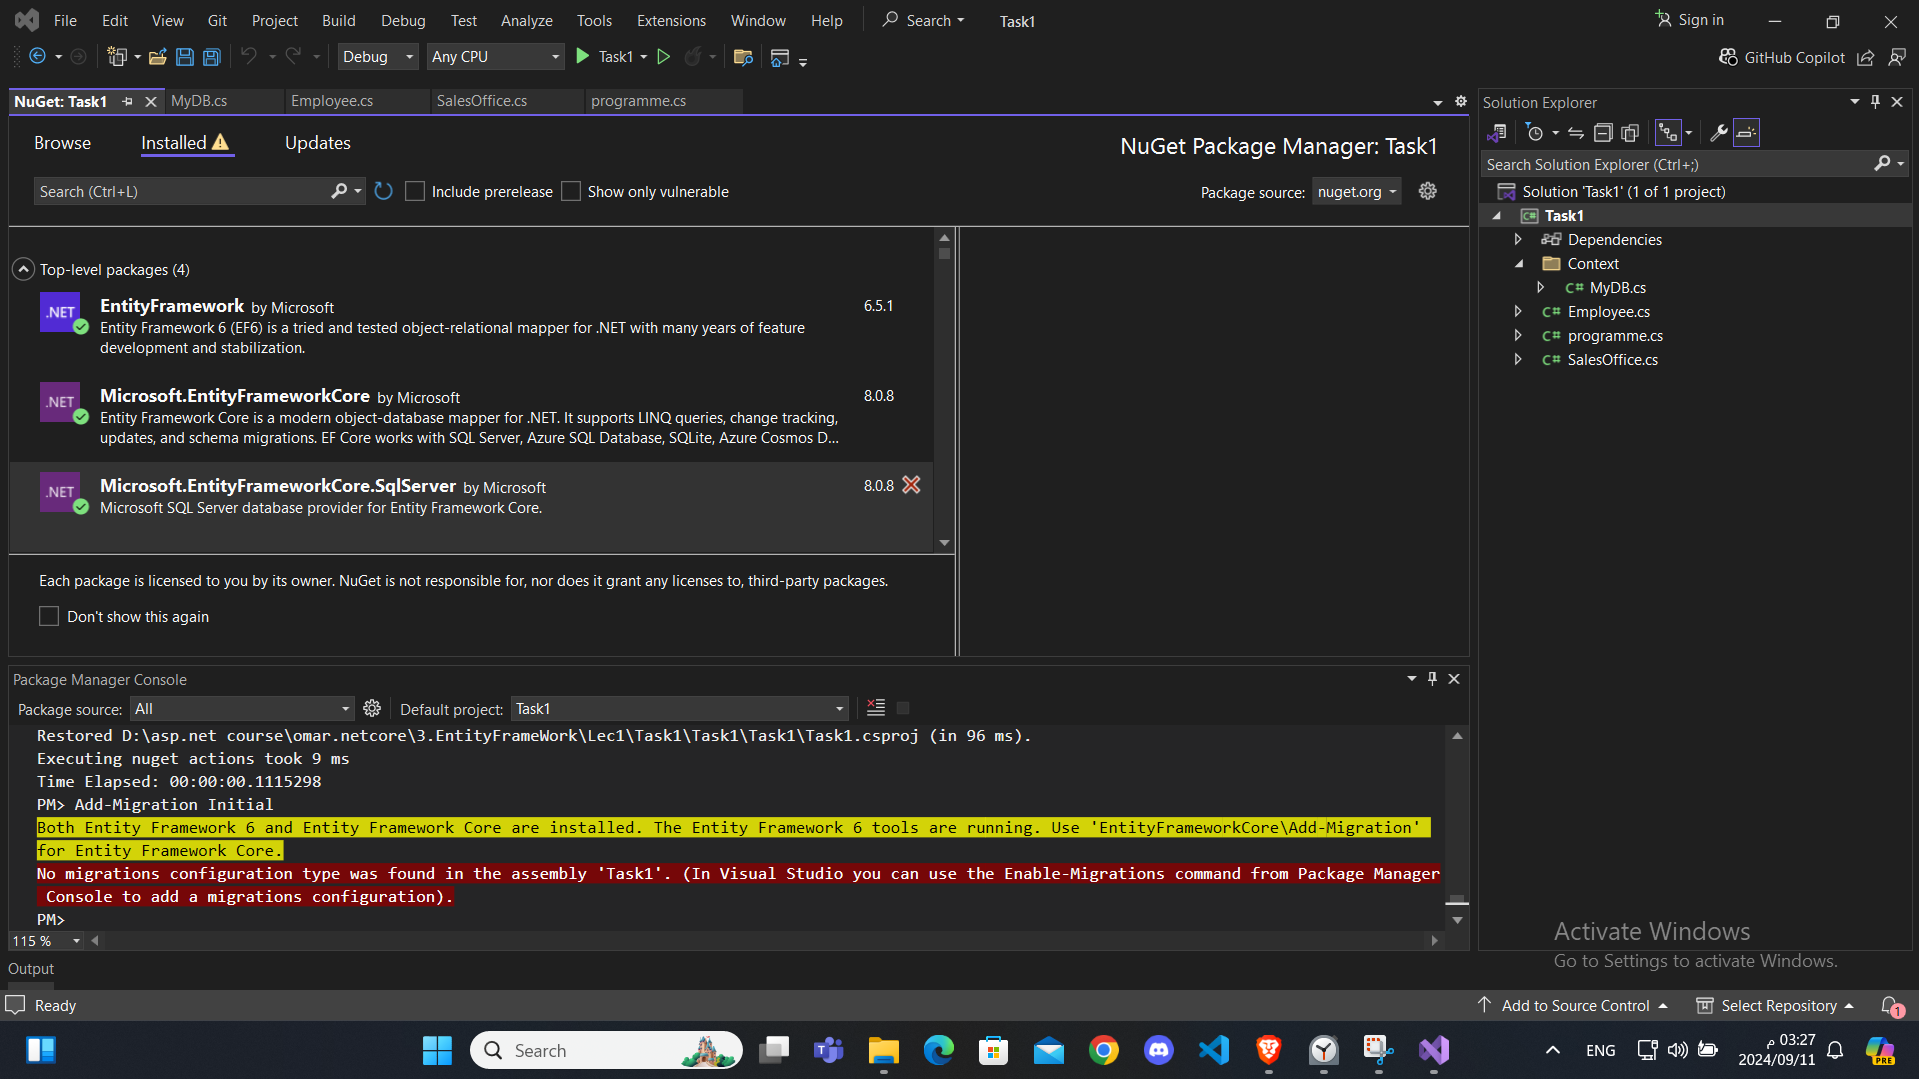 File Edit View Git Project Build Debug Test Analyze Tools Extensions Window Help Search Task1 Sign in
Debug Any CPU Task1 GitHub Copilot
NuGet: Task1 MyDB.cs Employee.cs SalesOffice.cs programme.cs
Browse Installed Updates
NuGet Package Manager: Task1
Search (Ctrl+L) Include prerelease Show only vulnerable
Package source: nuget.org
Top-level packages (4)
.NET EntityFramework by Microsoft 6.5.1
Entity Framework 6 (EF6) is a tried and tested object-relational mapper for .NET with many years of feature
development and stabilization.
.NET Microsoft.EntityFrameworkCore by Microsoft 8.0.8
Entity Framework Core is a modern object-database mapper for .NET. It supports LINQ queries, change tracking,
updates, and schema migrations. EF Core works with SQL Server, Azure SQL Database, SQLite, Azure Cosmos D...
.NET Microsoft.EntityFrameworkCore.SqlServer by Microsoft 8.0.8
Microsoft SQL Server database provider for Entity Framework Core.
Each package is licensed to you by its owner. NuGet is not responsible for, nor does it grant any licenses to, third-party packages.
Don't show this again
Solution Explorer
Search Solution Explorer (Ctrl+;)
Solution 'Task1' (1 of 1 project)
C# Task1
Dependencies
Context
C# MyDB.cs
C# Employee.cs
C# programme.cs
C# SalesOffice.cs
Package Manager Console
Package source: All Default project: Task1
Restored D:\asp.net course\omar.netcore\3.EntityFrameWork\Lec1\Task1\Task1\Task1\Task1.csproj (in 96 ms).
Executing nuget actions took 9 ms
Time Elapsed: 00:00:00.1115298
PM> Add-Migration Initial
Both Entity Framework 6 and Entity Framework Core are installed. The Entity Framework 6 tools are running. Use 'EntityFrameworkCore\Add-Migration'
for Entity Framework Core.
No migrations configuration type was found in the assembly 'Task1'. (In Visual Studio you can use the Enable-Migrations command from Package Manager
Console to add a migrations configuration).
PM>
115 %
Activate Windows
Go to Settings to activate Windows.
Output
Ready Add to Source Control Select Repository 1
Search ENG 03:27 م
2024/09/11
PRE